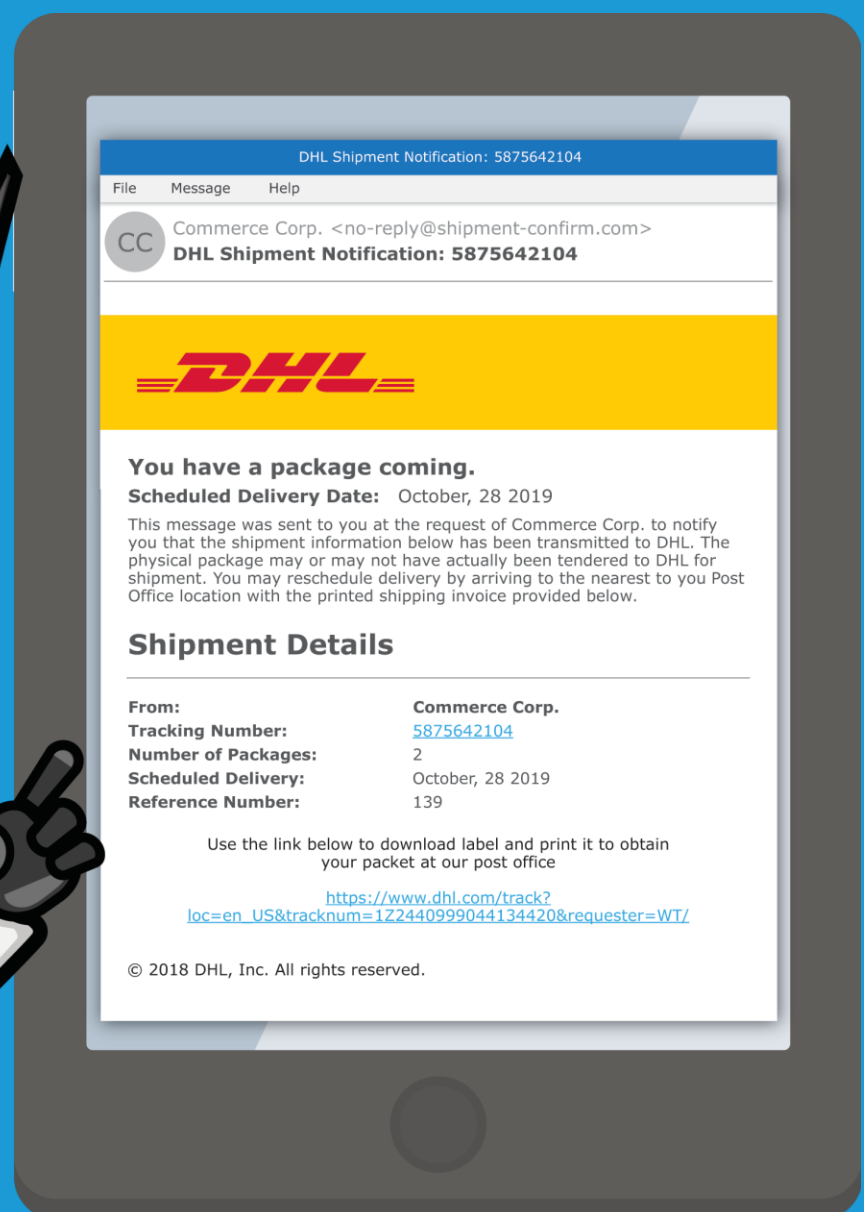 DHL Shipment Notification: 5875642104
File Message Help
CC
Commerce Corp. <no-reply@shipment-confirm.com>
DHL Shipment Notification: 5875642104
DHL
You have a package coming.
Scheduled Delivery Date: October, 28 2019
This message was sent to you at the request of Commerce Corp. to notify
you that the shipment information below has been transmitted to DHL. The
physical package may or may not have actually been tendered to DHL for
shipment. You may reschedule delivery by arriving to the nearest to you Post
Office location with the printed shipping invoice provided below.
Shipment Details
From: Commerce Corp.
Tracking Number: 5875642104
Number of Packages: 2
Scheduled Delivery: October, 28 2019
Reference Number: 139
Use the link below to download label and print it to obtain
your packet at our post office
https://www.dhl.com/track?
loc=en_US&tracknum=1Z2440999044134420&requester=WT/
© 2018 DHL, Inc. All rights reserved.